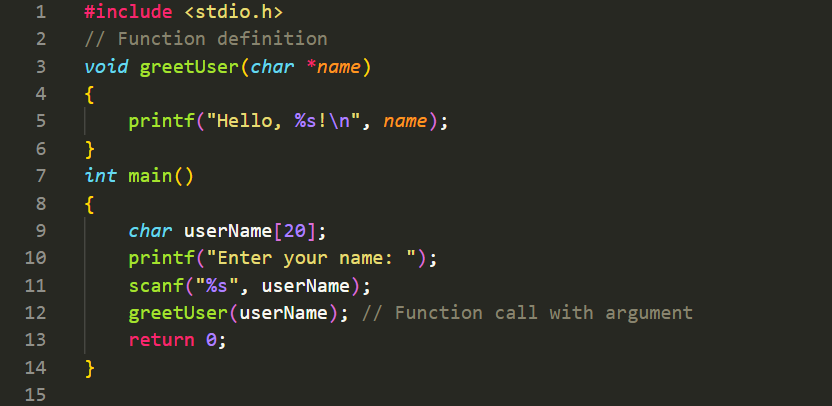 1 #include <stdio.h>
2 // Function definition
3 void greetUser(char *name)
4 {
5     printf("Hello, %s!\n", name);
6 }
7 int main()
8 {
9     char userName[20];
10     printf("Enter your name: ");
11     scanf("%s", userName);
12     greetUser(userName); // Function call with argument
13     return 0;
14 }
15